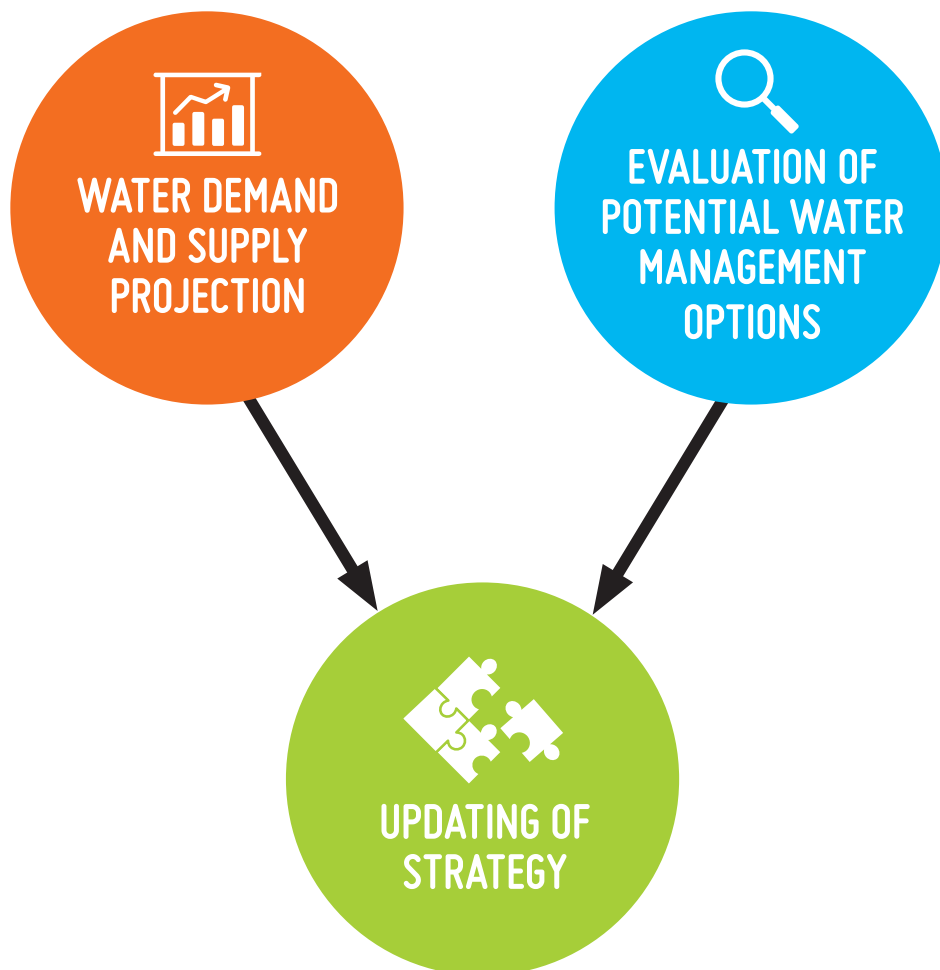 WATER DEMAND
AND SUPPLY
PROJECTION
EVALUATION OF
POTENTIAL WATER
MANAGEMENT
OPTIONS
UPDATING OF
STRATEGY